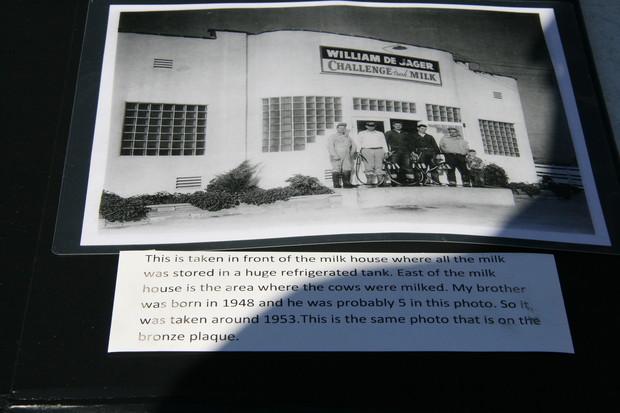 WILLIAM DE JAGER
CHALLENGE fresh MILK
This is taken in front of the milk house where all the milk
was stored in a huge refrigerated tank. East of the milk
house is the area where the cows were milked. My brother
was born in 1948 and he was probably 5 in this photo. So it
was taken around 1953.This is the same photo that is on the
bronze plaque.